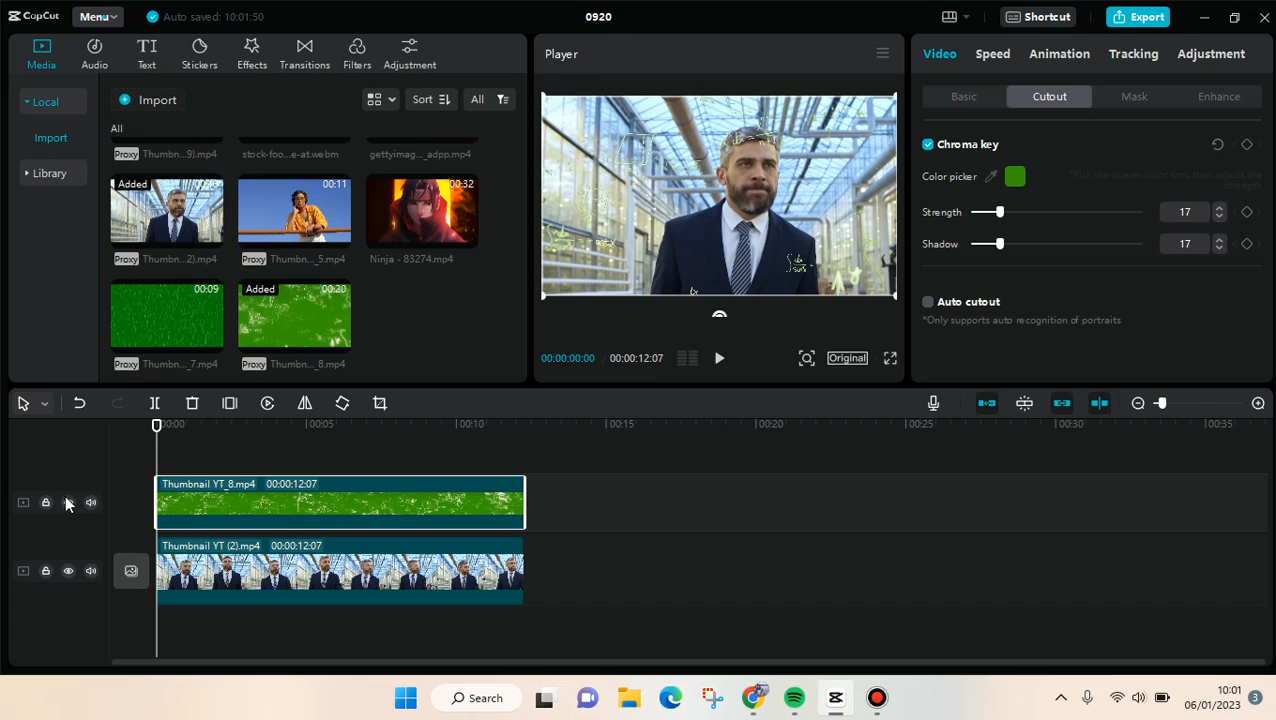 CapCut
Menu
Auto saved: 10:01:50
0920
Shortcut
Export
Media
Audio
Text
Stickers
Effects
Transitions
Filters
Adjustment
Local
Import
Library
Import
Sort
All
All
Proxy Thumbn...9).mp4
stock-foo...e-at.webm
Proxy gettyimag..._adpp.mp4
Added
00:11
00:32
Proxy Thumbn...2).mp4
Proxy Thumbn..._5.mp4
Ninja - 83274.mp4
00:09
Added 00:20
Proxy Thumbn..._7.mp4
Proxy Thumbn..._8.mp4
Player
00:00:00:00 / 00:00:12:07
Original
Video
Speed
Animation
Tracking
Adjustment
Basic
Cutout
Mask
Enhance
Chroma key
Color picker
*Pick the screen color first, then adjust the
strength
Strength 17
Shadow 17
Auto cutout
*Only supports auto recognition of portraits
00:00
00:05
00:10
00:15
00:20
00:25
00:30
00:35
Thumbnail YT_8.mp4 00:00:12:07
Thumbnail YT (2).mp4 00:00:12:07
Search
10:01
06/01/2023
3